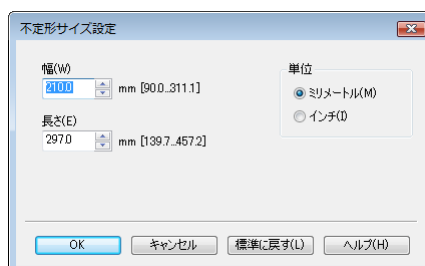 不定形サイズ設定
幅(W)
210.0 mm [90.0..311.1]
長さ(E)
297.0 mm [139.7..457.2]
単位
ミリメートル(M)
インチ(I)
OK キャンセル 標準に戻す(L) ヘルプ(H)